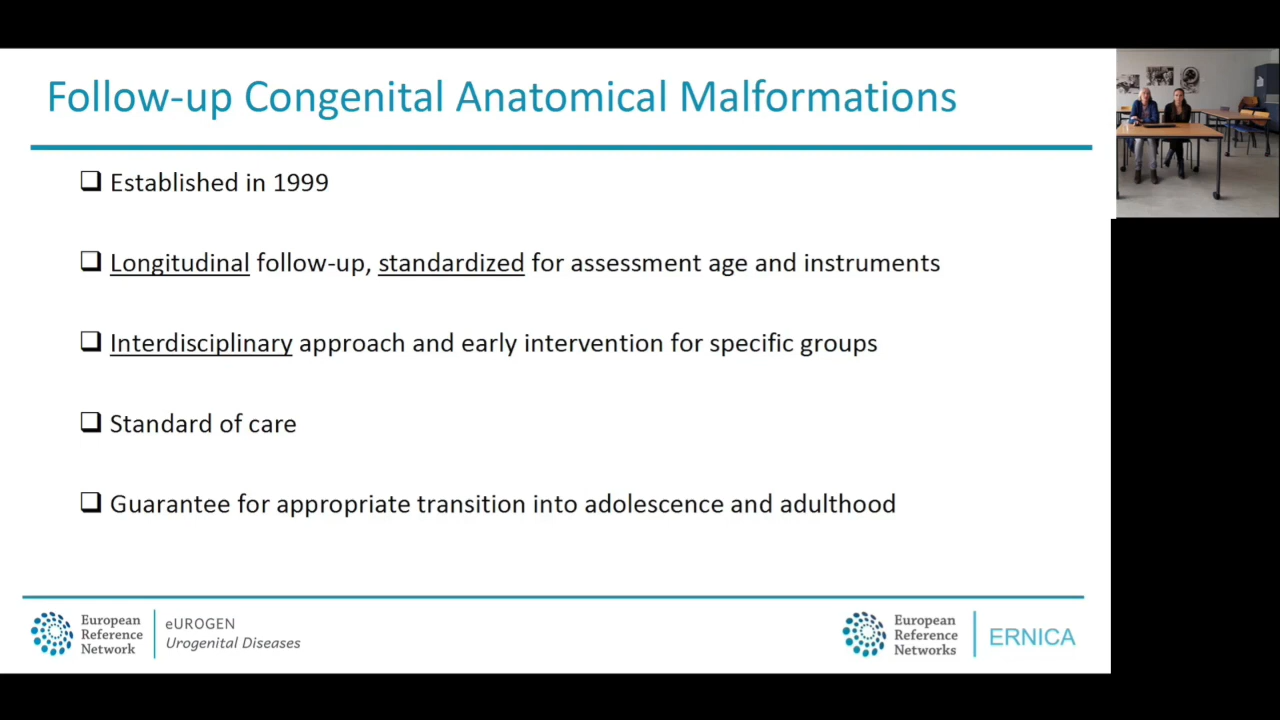 Follow-up Congenital Anatomical Malformations
Established in 1999
Longitudinal follow-up, standardized for assessment age and instruments
Interdisciplinary approach and early intervention for specific groups
Standard of care
Guarantee for appropriate transition into adolescence and adulthood
European
Reference
Network
eUROGEN
Urogenital Diseases
European
Reference
Networks
ERNICA